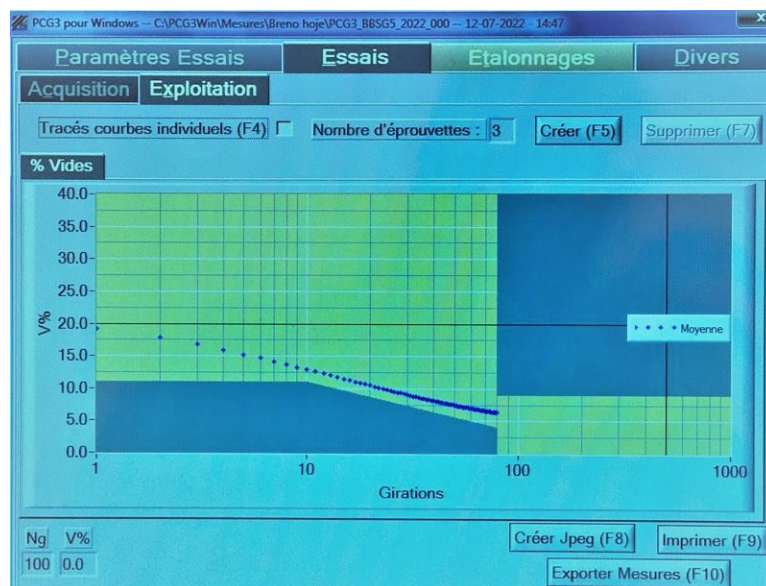 PCG3 pour Windows -- C:\PCG3Win\Mesures\Breno hoje\PCG3_BBSG5_2022_000 -- 12-07-2022 - 14:47
Paramètres Essais Essais Etalonnages Divers
Acquisition Exploitation
Tracés courbes individuels (F4) Nombre d'éprouvettes : 3 Créer (F5) Supprimer (F7)
% Vides
40.0
35.0
30.0
25.0
V% 20.0
Moyenne
15.0
10.0
5.0
0.0
1 10 100 1000
Girations
Ng V%
100 0.0
Créer Jpeg (F8) Imprimer (F9)
Exporter Mesures (F10)